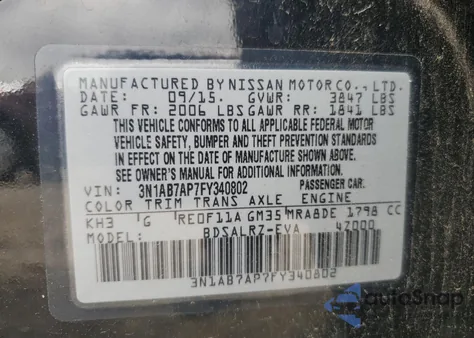 MANUFACTURED BY NISSAN MOTOR CO., LTD.
DATE: 09/15. GVWR: 3847 LBS
GAWR FR: 2006 LBS GAWR RR: 1841 LBS
THIS VEHICLE CONFORMS TO ALL APPLICABLE FEDERAL MOTOR
VEHICLE SAFETY, BUMPER AND THEFT PREVENTION STANDARDS
IN EFFECT ON THE DATE OF MANUFACTURE SHOWN ABOVE.
SEE OWNER'S MANUAL FOR ADDITIONAL INFORMATION.
VIN: 3N1AB7AP7FY340802 PASSENGER CAR.
COLOR TRIM TRANS AXLE ENGINE
KH3 G RE0F11A GM35 MRA8DE 1798 CC
MODEL: BDSALRZ-EVA 4Z000
3N1AB7AP7FY340802
autoSnap